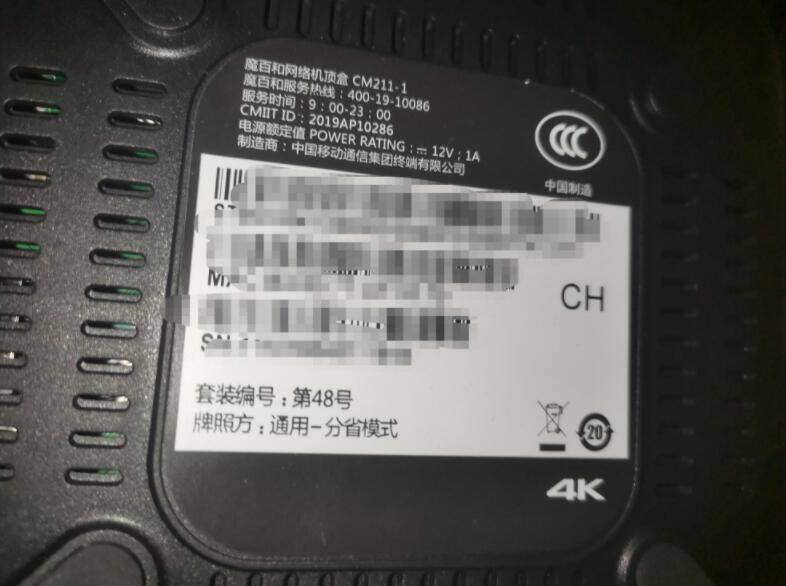 魔百和网络机顶盒 CM211-1
魔百和服务热线：400-19-10086
服务时间：9：00-23：00
CMIIT ID：2019AP10286
电源额定值 POWER RATING：⎓ 12V；1A
制造商：中国移动通信集团终端有限公司
CCC
中国制造
CH
套装编号：第48号
牌照方：通用-分省模式
20
4K